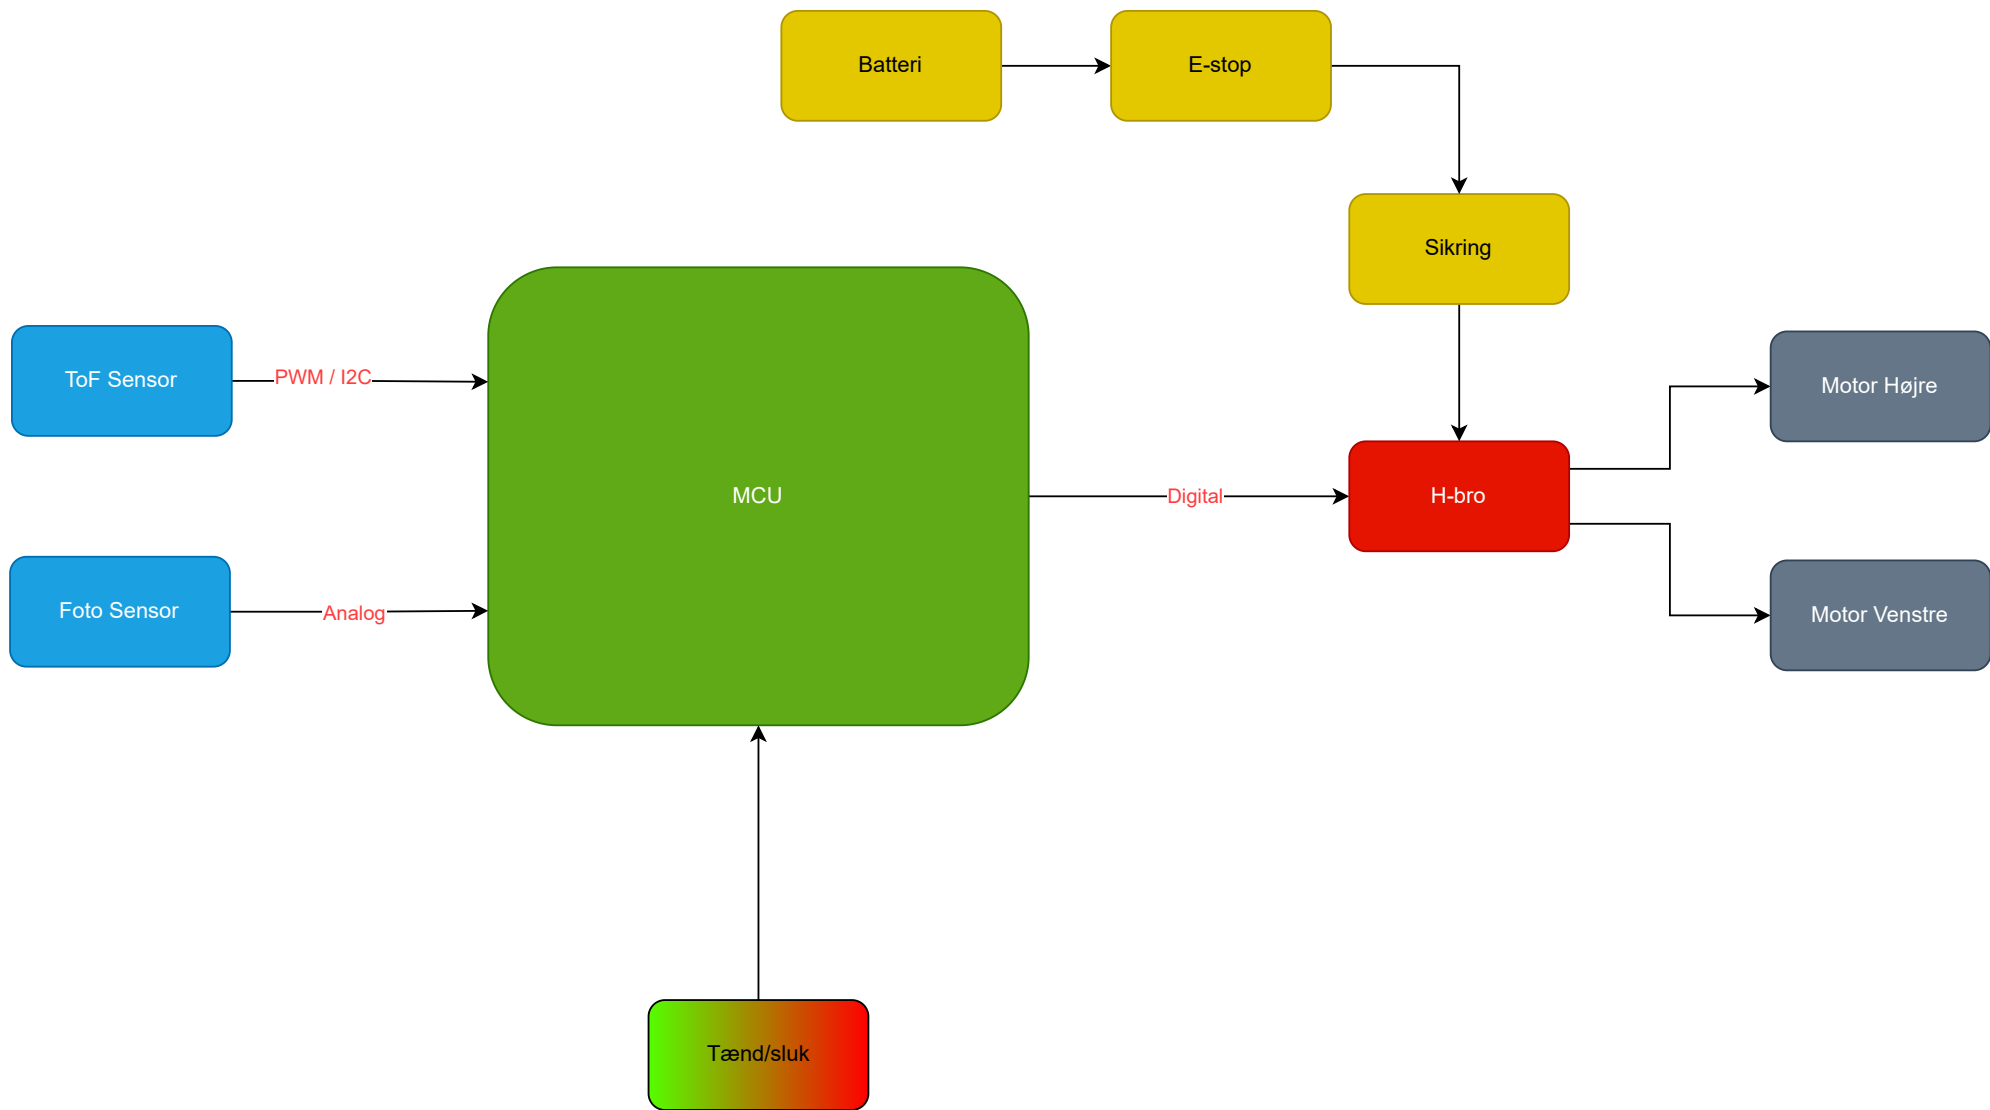 Batteri
E-stop
Sikring
ToF Sensor
PWM / I2C
Motor Højre
MCU
Digital
H-bro
Foto Sensor
Analog
Motor Venstre
Tænd/sluk